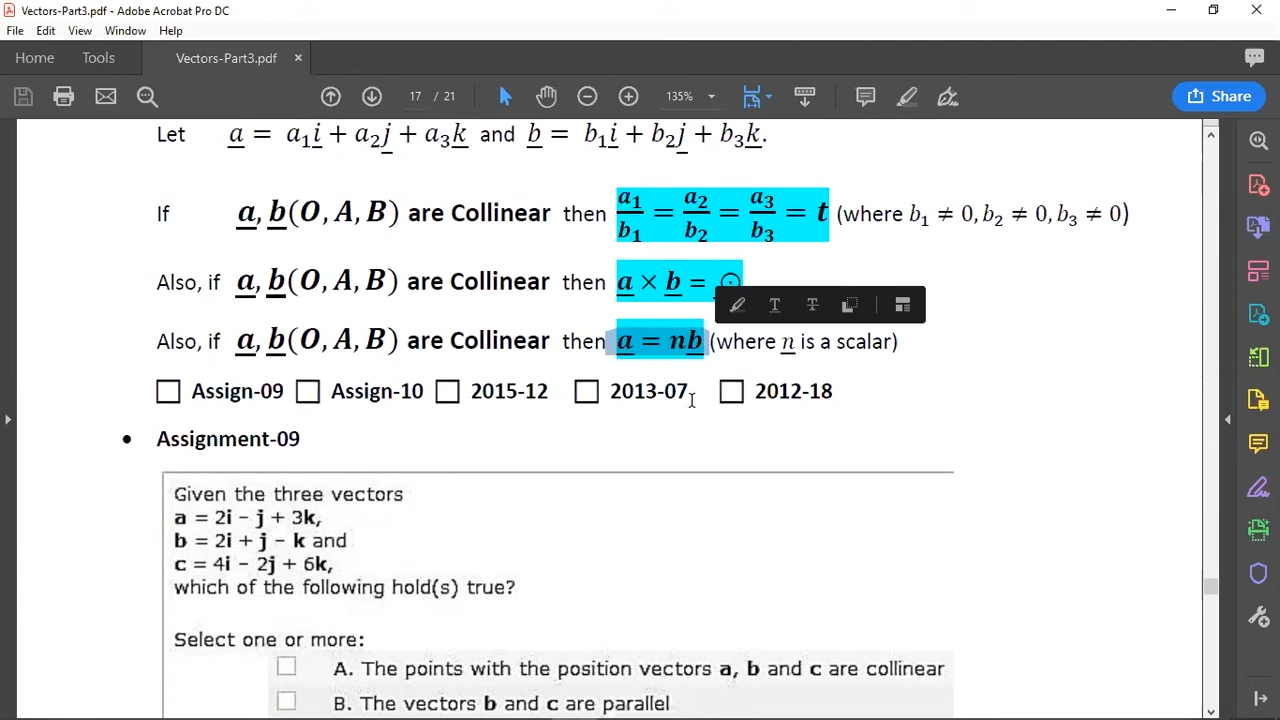 Vectors-Part3.pdf - Adobe Acrobat Pro DC
File Edit View Window Help
Home Tools Vectors-Part3.pdf ×
17 / 21 135% Share
Let a = a₁i + a₂j + a₃k and b = b₁i + b₂j + b₃k.
If a, b(O, A, B) are Collinear then a₁/b₁ = a₂/b₂ = a₃/b₃ = t (where b₁ ≠ 0, b₂ ≠ 0, b₃ ≠ 0)
Also, if a, b(O, A, B) are Collinear then a × b =
Also, if a, b(O, A, B) are Collinear then a = nb (where n is a scalar)
Assign-09 Assign-10 2015-12 2013-07 2012-18
• Assignment-09
Given the three vectors
a = 2i – j + 3k,
b = 2i + j – k and
c = 4i – 2j + 6k,
which of the following hold(s) true?
Select one or more:
A. The points with the position vectors a, b and c are collinear
B. The vectors b and c are parallel